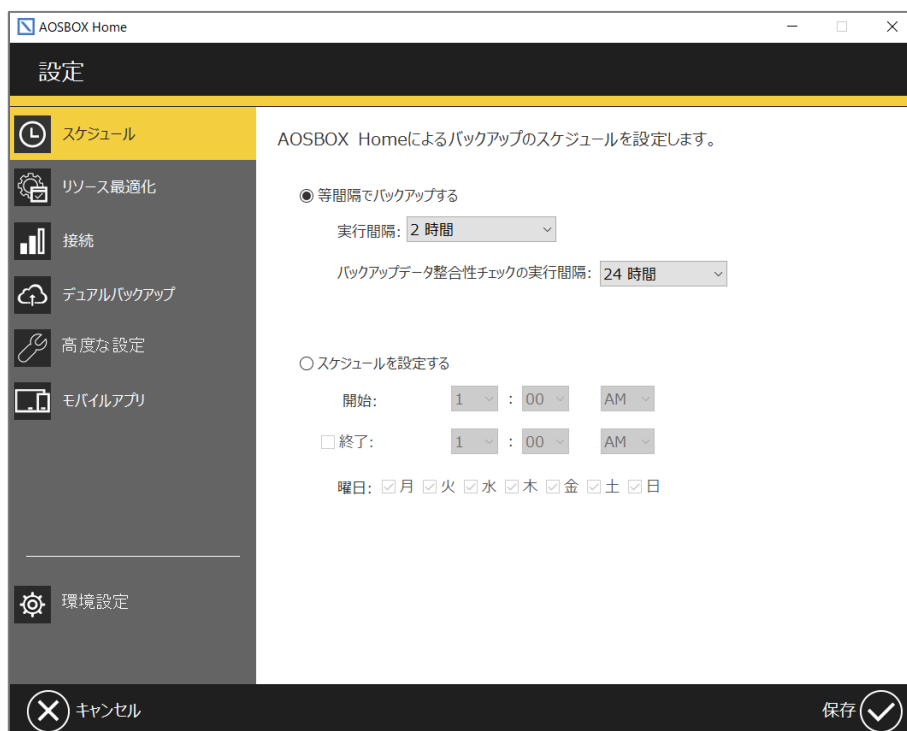 AOSBOX Home
設定
スケジュール
リソース最適化
接続
デュアルバックアップ
高度な設定
モバイルアプリ
環境設定
AOSBOX Homeによるバックアップのスケジュールを設定します。
等間隔でバックアップする
実行間隔: 2 時間
バックアップデータ整合性チェックの実行間隔: 24 時間
スケジュールを設定する
開始: 1 : 00 AM
終了: 1 : 00 AM
曜日: 月 火 水 木 金 土 日
キャンセル
保存